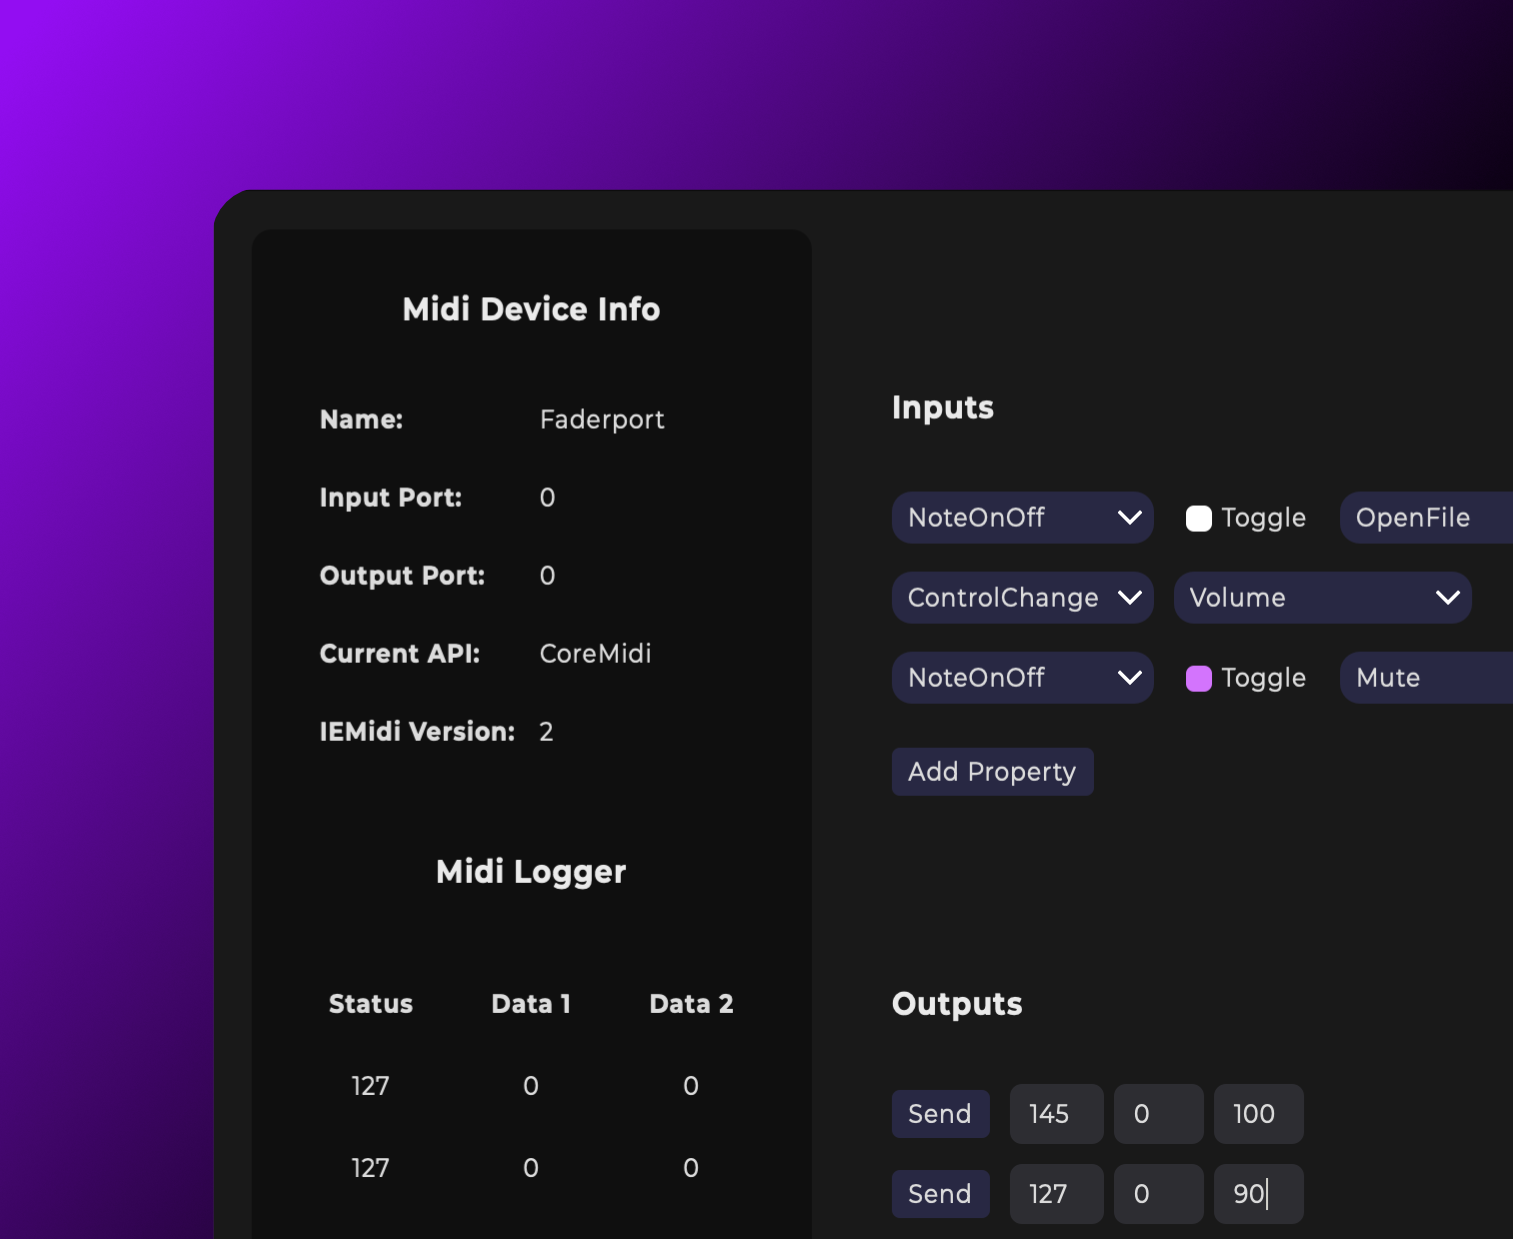 Midi Device Info
Name: Faderport
Input Port: 0
Output Port: 0
Current API: CoreMidi
IEMidi Version: 2
Midi Logger
Status Data 1 Data 2
127 0 0
127 0 0
Inputs
NoteOnOff Toggle OpenFile
ControlChange Volume
NoteOnOff Toggle Mute
Add Property
Outputs
Send 145 0 100
Send 127 0 90